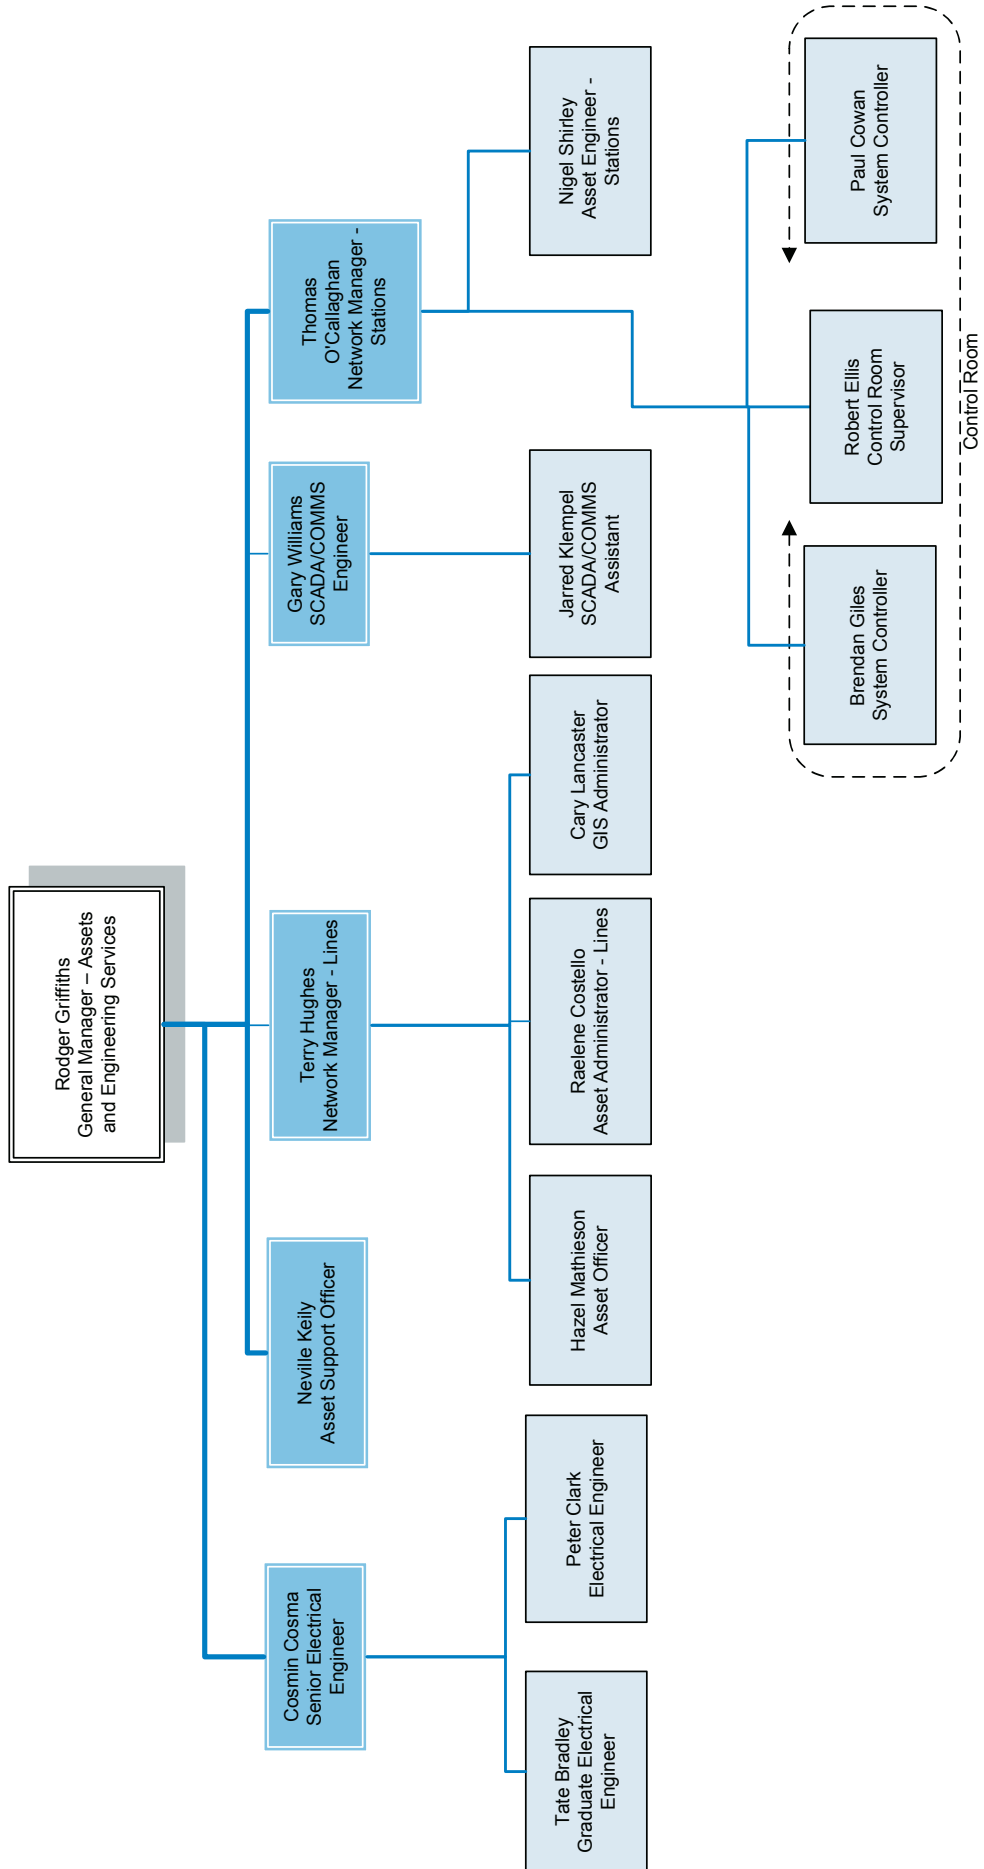 Rodger Griffiths
General Manager – Assets
and Engineering Services
Cosmin Cosma
Senior Electrical
Engineer
Neville Keily
Asset Support Officer
Terry Hughes
Network Manager - Lines
Gary Williams
SCADA/COMMS
Engineer
Thomas
O'Callaghan
Network Manager -
Stations
Tate Bradley
Graduate Electrical
Engineer
Peter Clark
Electrical Engineer
Hazel Mathieson
Asset Officer
Raelene Costello
Asset Administrator - Lines
Cary Lancaster
GIS Administrator
Jarred Klempel
SCADA/COMMS
Assistant
Nigel Shirley
Asset Engineer -
Stations
Brendan Giles
System Controller
Robert Ellis
Control Room
Supervisor
Paul Cowan
System Controller
Control Room